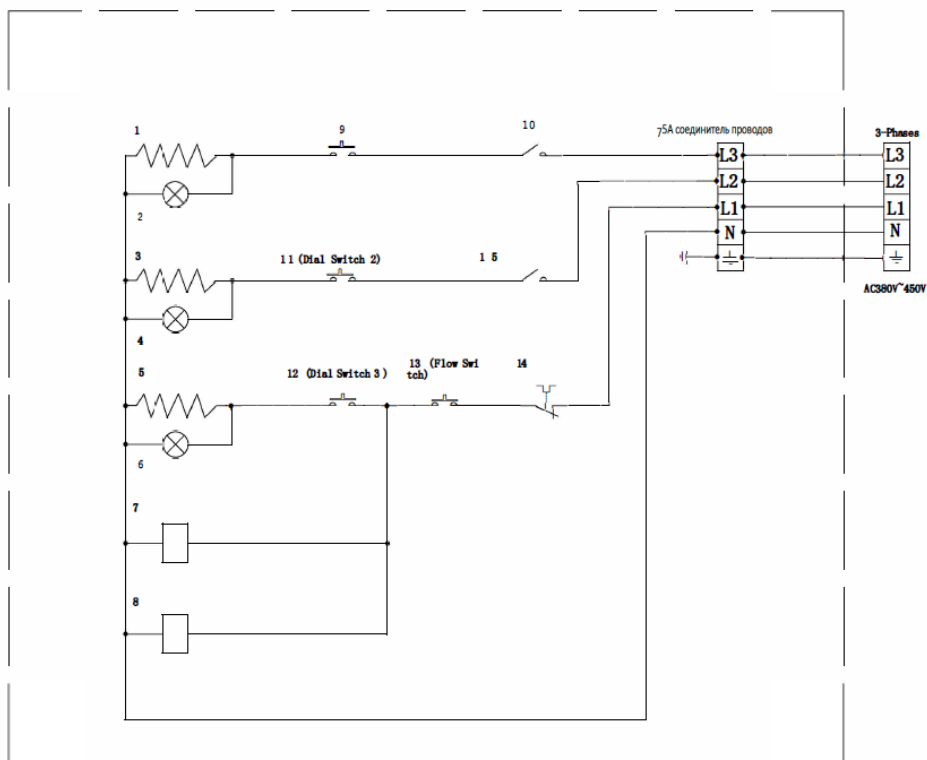 1
9
10
75А соединитель проводов
3-Phases
L3
L3
2
L2
L2
L1
L1
N
N
3
11 (Dial Switch 2)
1 5
AC380V~450V
4
5
12 (Dial Switch 3 )
13 (Flow Swi
tch)
14
6
7
8